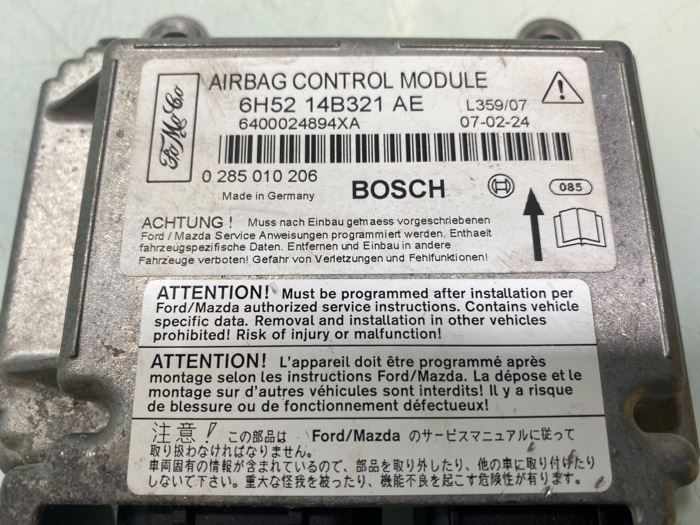 FoMoCo
AIRBAG CONTROL MODULE
6H52 14B321 AE
L359/07
6400024894XA
07-02-24
0 285 010 206
Made in Germany
BOSCH
085
ACHTUNG ! Muss nach Einbau gemaess vorgeschriebenen
Ford / Mazda Service Anweisungen programmiert werden. Enthaelt
fahrzeugspezifische Daten. Entfernen und Einbau in andere
Fahrzeuge verboten! Gefahr von Verletzungen und Fehlfunktionen!
ATTENTION! Must be programmed after installation per
Ford/Mazda authorized service instructions. Contains vehicle
specific data. Removal and installation in other vehicles
prohibited! Risk of injury or malfunction!
ATTENTION! L'appareil doit être programmé après
montage selon les instructions Ford/Mazda. La dépose et le
montage sur d'autres véhicules sont interdits! Il y a risque
de blessure ou de fonctionnement défectueux!
注意! この部品は Ford/Mazda のサービスマニュアルに従って
取り扱わなければなりません。
車両固有の情報が含まれているので、部品を取り外したり、他の車に取り付けたり
しないで下さい。重大な怪我を被ったり、機能不良を起こす危険性が有ります。